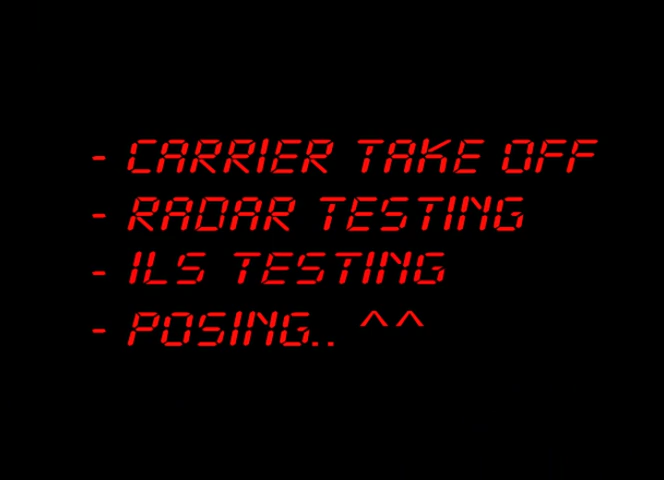 - CARRIER TAKE OFF
- RADAR TESTING
- ILS TESTING
- POSING.. ^^